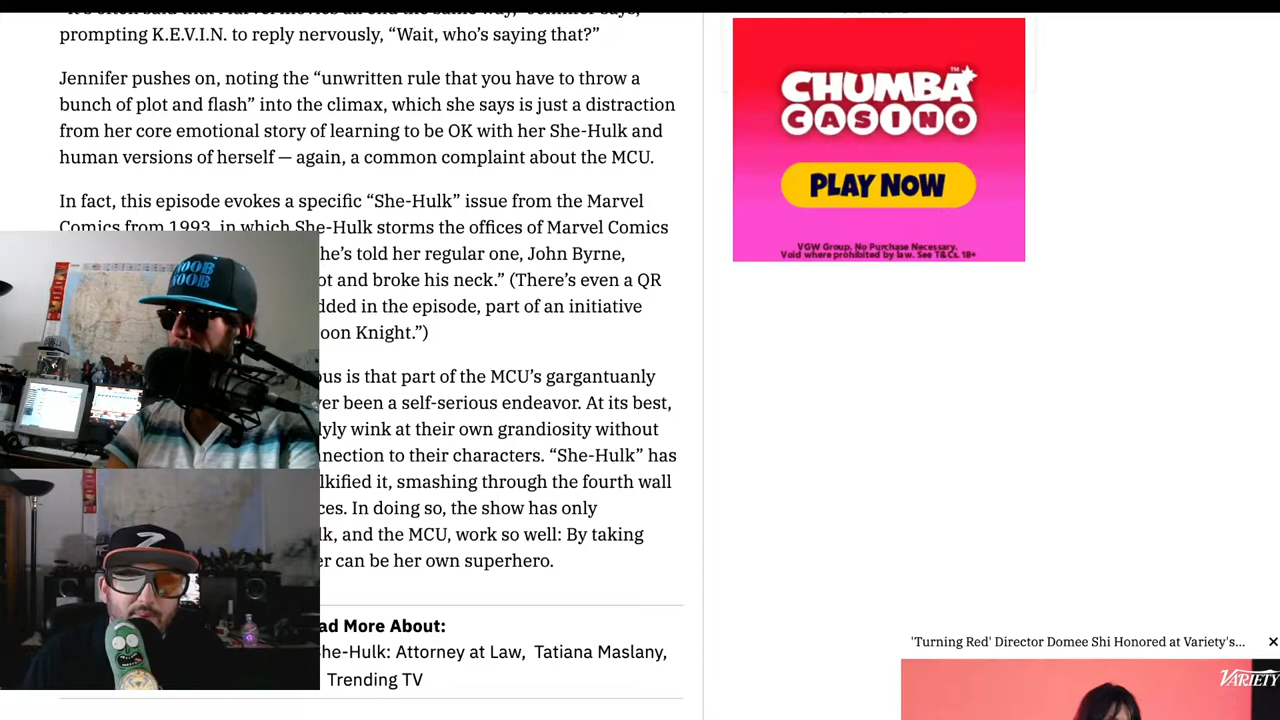 prompting K.E.V.I.N. to reply nervously, “Wait, who’s saying that?”
Jennifer pushes on, noting the “unwritten rule that you have to throw a
bunch of plot and flash” into the climax, which she says is just a distraction
from her core emotional story of learning to be OK with her She-Hulk and
human versions of herself — again, a common complaint about the MCU.
In fact, this episode evokes a specific “She-Hulk” issue from the Marvel
Comics from 1993, in which She-Hulk storms the offices of Marvel Comics
he’s told her regular one, John Byrne,
ot and broke his neck.” (There’s even a QR
dded in the episode, part of an initiative
oon Knight.”)
ous is that part of the MCU’s gargantuanly
ver been a self-serious endeavor. At its best,
lyly wink at their own grandiosity without
nnection to their characters. “She-Hulk” has
lkified it, smashing through the fourth wall
ces. In doing so, the show has only
lk, and the MCU, work so well: By taking
er can be her own superhero.
ad More About:
he-Hulk: Attorney at Law, Tatiana Maslany,
Trending TV
CHUMBA™
CASINO
PLAY NOW
VGW Group. No Purchase Necessary.
Void where prohibited by law. See T&Cs. 18+
'Turning Red' Director Domee Shi Honored at Variety's...
VARIETY
NOOB
NOOB
Z